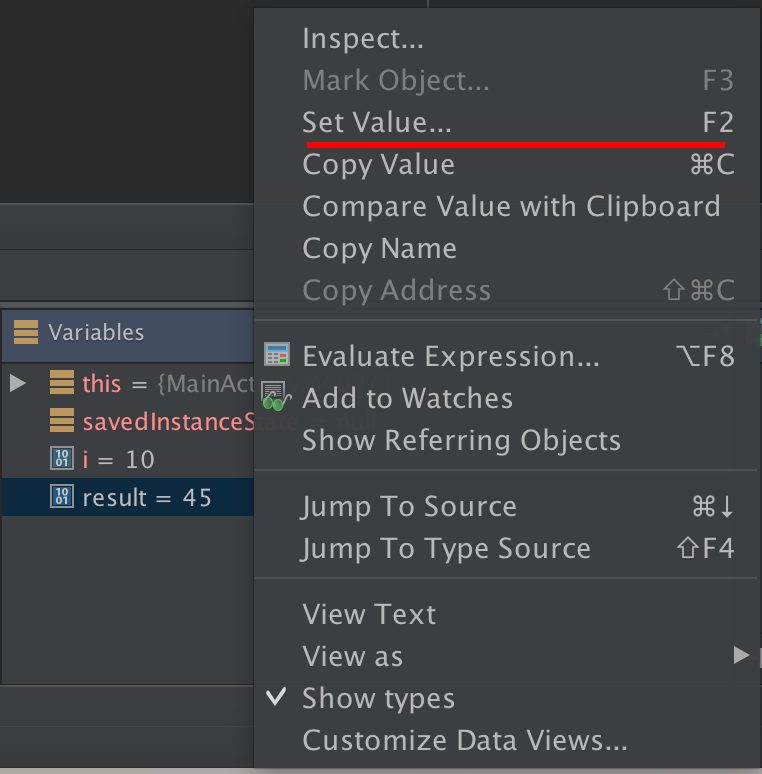 Inspect...
Mark Object... F3
Set Value... F2
Copy Value ⌘C
Compare Value with Clipboard
Copy Name
Copy Address ⇧⌘C
Variables
Evaluate Expression... ⌥F8
this = {MainAct
Add to Watches
savedInstanceState = null
Show Referring Objects
i = 10
result = 45
Jump To Source ⌘↓
Jump To Type Source ⇧F4
View Text
View as
Show types
Customize Data Views...